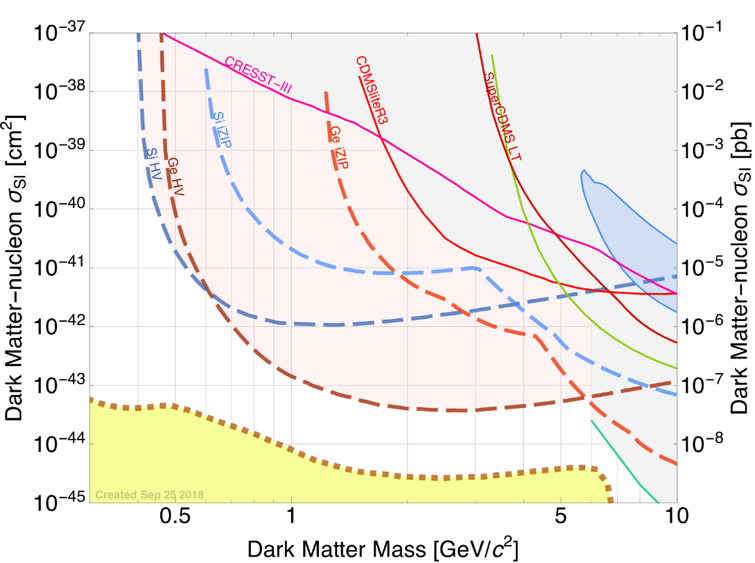 10⁻³⁷
10⁻³⁸
10⁻³⁹
10⁻⁴⁰
10⁻⁴¹
10⁻⁴²
10⁻⁴³
10⁻⁴⁴
10⁻⁴⁵
Dark Matter−nucleon σSI [cm²]
CRESST−III
CDMSliteR3
SuperCDMS LT
Si HV
Ge HV
Si iZIP
Ge iZIP
Created Sep 25 2018
10⁻¹
10⁻²
10⁻³
10⁻⁴
10⁻⁵
10⁻⁶
10⁻⁷
10⁻⁸
Dark Matter−nucleon σSI [pb]
0.5 1 5 10
Dark Matter Mass [GeV/c²]